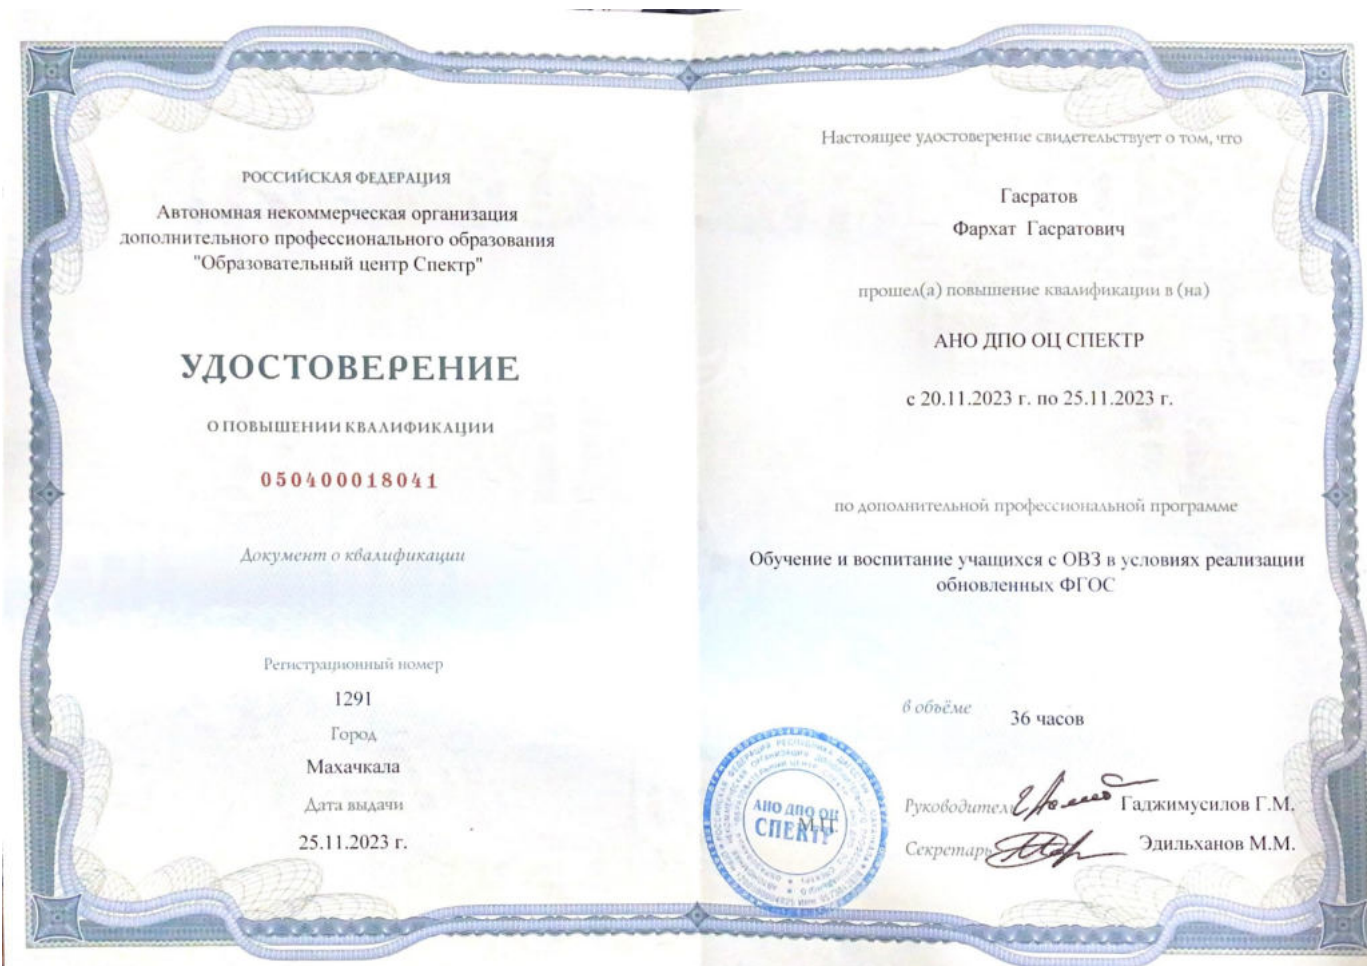 РОССИЙСКАЯ ФЕДЕРАЦИЯ
Автономная некоммерческая организация
дополнительного профессионального образования
"Образовательный центр Спектр"
УДОСТОВЕРЕНИЕ
О ПОВЫШЕНИИ КВАЛИФИКАЦИИ
050400018041
Документ о квалификации
Регистрационный номер
1291
Город
Махачкала
Дата выдачи
25.11.2023 г.
Настоящее удостоверение свидетельствует о том, что
Гасратов
Фархат Гасратович
прошел(а) повышение квалификации в (на)
АНО ДПО ОЦ СПЕКТР
с 20.11.2023 г. по 25.11.2023 г.
по дополнительной профессиональной программе
Обучение и воспитание учащихся с ОВЗ в условиях реализации
обновленных ФГОС
в объёме
36 часов
АНО ДПО ОЦ
СПЕКТР
М.П.
Руководитель Гаджимусилов Г.М.
Секретарь Эдильханов М.М.